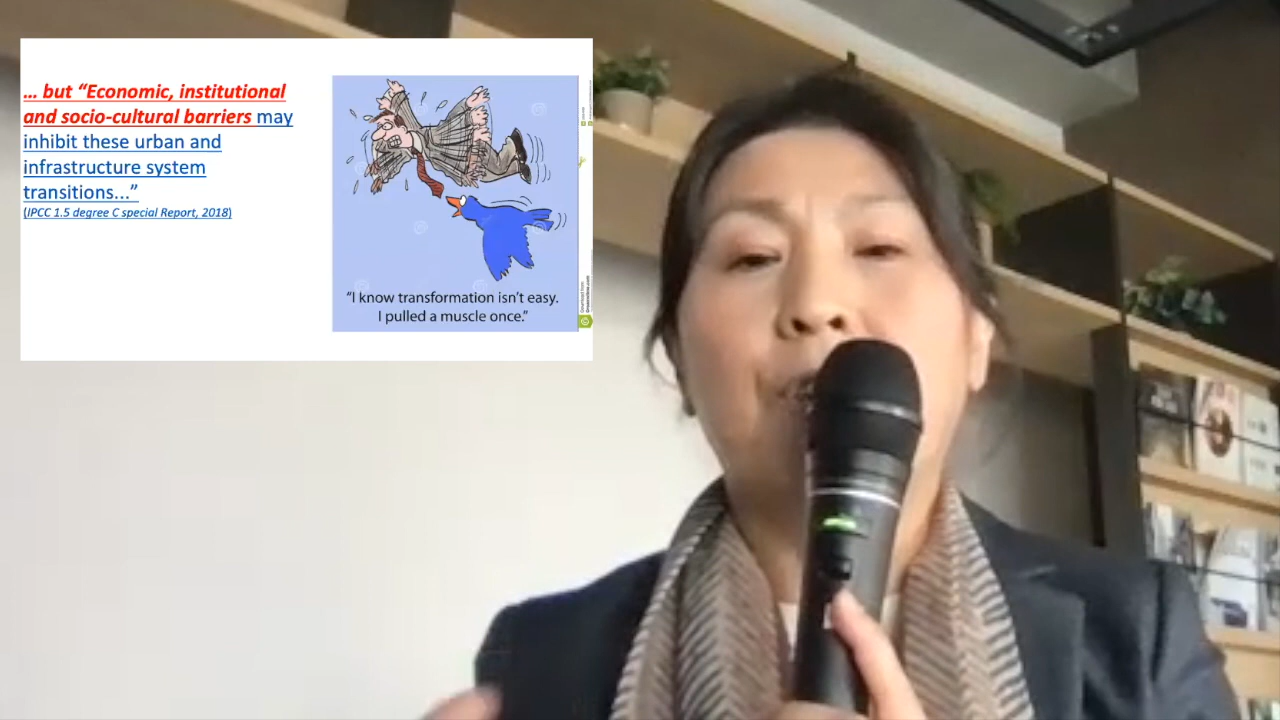 ... but “Economic, institutional
and socio-cultural barriers may
inhibit these urban and
infrastructure system
transitions...”
(IPCC 1.5 degree C special Report, 2018)
“I know transformation isn’t easy.
I pulled a muscle once.”